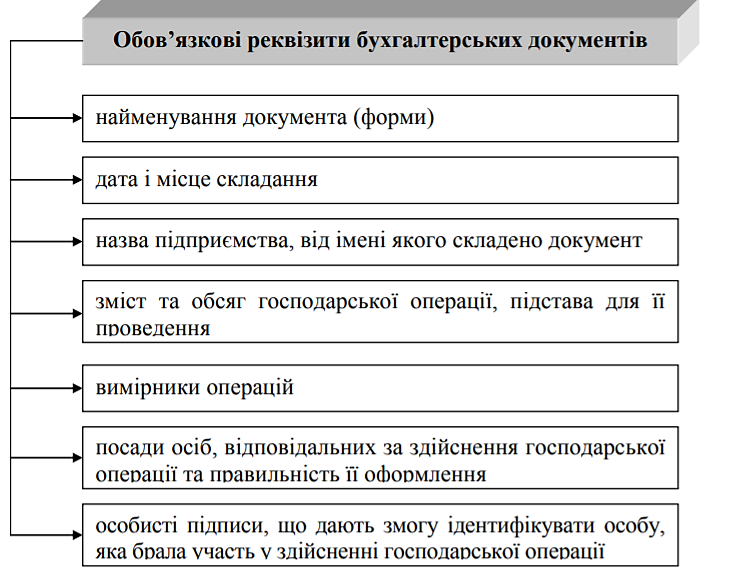 Обов’язкові реквізити бухгалтерських документів
найменування документа (форми)
дата і місце складання
назва підприємства, від імені якого складено документ
зміст та обсяг господарської операції, підстава для її
проведення
вимірники операцій
посади осіб, відповідальних за здійснення господарської
операції та правильність її оформлення
особисті підписи, що дають змогу ідентифікувати особу,
яка брала участь у здійсненні господарської операції